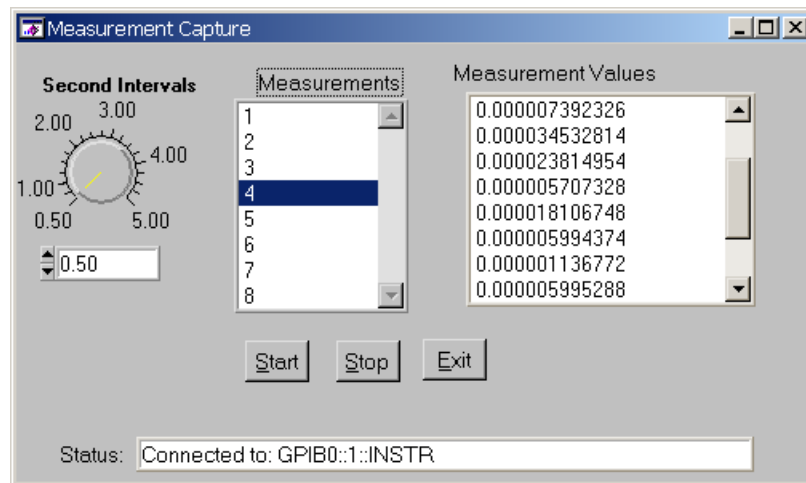 Measurement Capture
Second Intervals
3.00
2.00
4.00
1.00
0.50
5.00
0.50
Measurements
1
2
3
4
5
6
7
8
Measurement Values
0.000007392326
0.000034532814
0.000023814954
0.000005707328
0.000018106748
0.000005994374
0.000001136772
0.000005995288
Start
Stop
Exit
Status: Connected to: GPIB0::1::INSTR